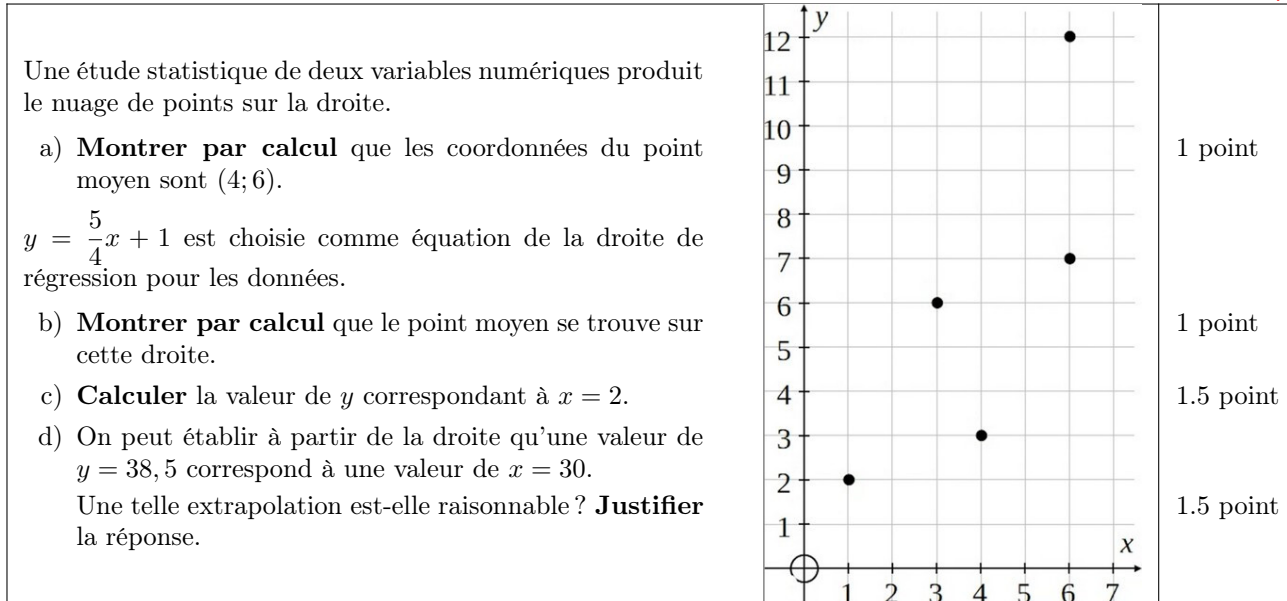 Une étude statistique de deux variables numériques produit
le nuage de points sur la droite.
a) Montrer par calcul que les coordonnées du point
moyen sont (4; 6).
1 point
y = 5/4 x + 1 est choisie comme équation de la droite de
régression pour les données.
b) Montrer par calcul que le point moyen se trouve sur
cette droite.
1 point
c) Calculer la valeur de y correspondant à x = 2.
1.5 point
d) On peut établir à partir de la droite qu'une valeur de
y = 38, 5 correspond à une valeur de x = 30.
Une telle extrapolation est-elle raisonnable ? Justifier
la réponse.
1.5 point
y
12
11
10
9
8
7
6
5
4
3
2
1
x
1 2 3 4 5 6 7